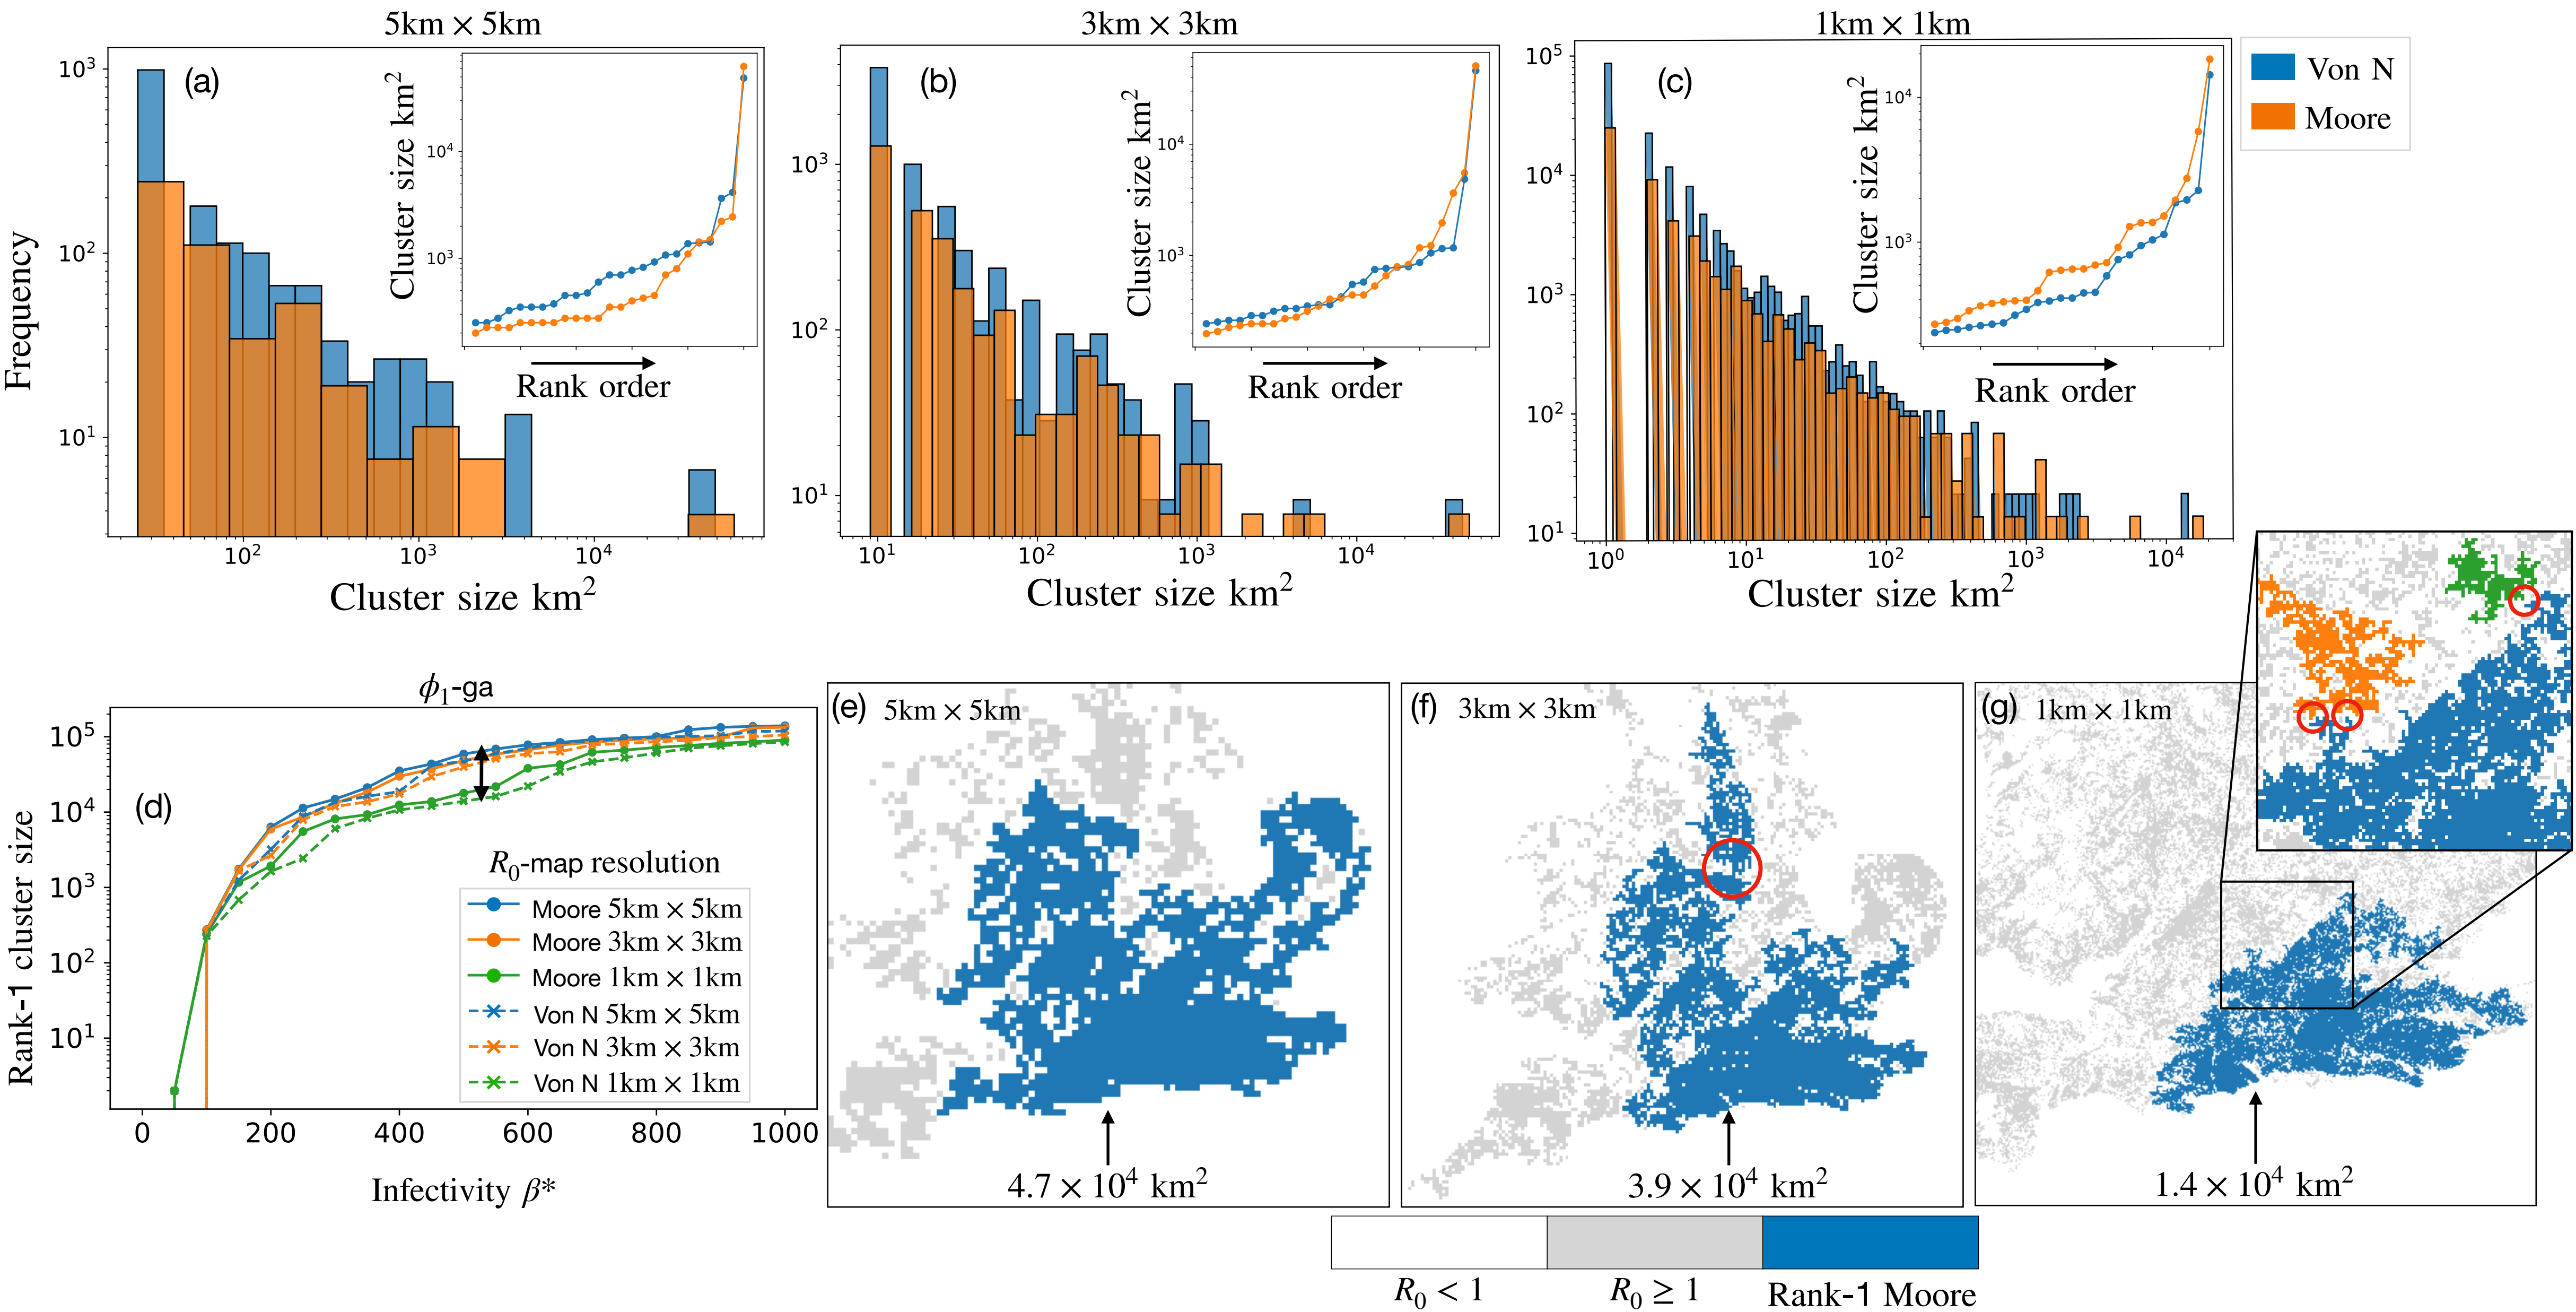 5km × 5km
3km × 3km
1km × 1km
(a)
(b)
(c)
Von N
Moore
Frequency
10³
10²
10¹
10² 10³ 10⁴
Cluster size km²
Cluster size km²
10⁴
10³
Rank order
10³
10²
10¹
10¹ 10² 10³ 10⁴
Cluster size km²
Cluster size km²
10⁴
10³
Rank order
10⁵
10⁴
10³
10²
10¹
10⁰ 10¹ 10² 10³ 10⁴
Cluster size km²
Cluster size km²
10⁴
10³
Rank order
ϕ₁-ga
(d)
Rank-1 cluster size
10⁵
10⁴
10³
10²
10¹
0 200 400 600 800 1000
Infectivity β*
R₀-map resolution
Moore 5km × 5km
Moore 3km × 3km
Moore 1km × 1km
Von N 5km × 5km
Von N 3km × 3km
Von N 1km × 1km
(e) 5km × 5km
4.7 × 10⁴ km²
(f) 3km × 3km
3.9 × 10⁴ km²
(g) 1km × 1km
1.4 × 10⁴ km²
R₀ < 1
R₀ ≥ 1
Rank-1 Moore